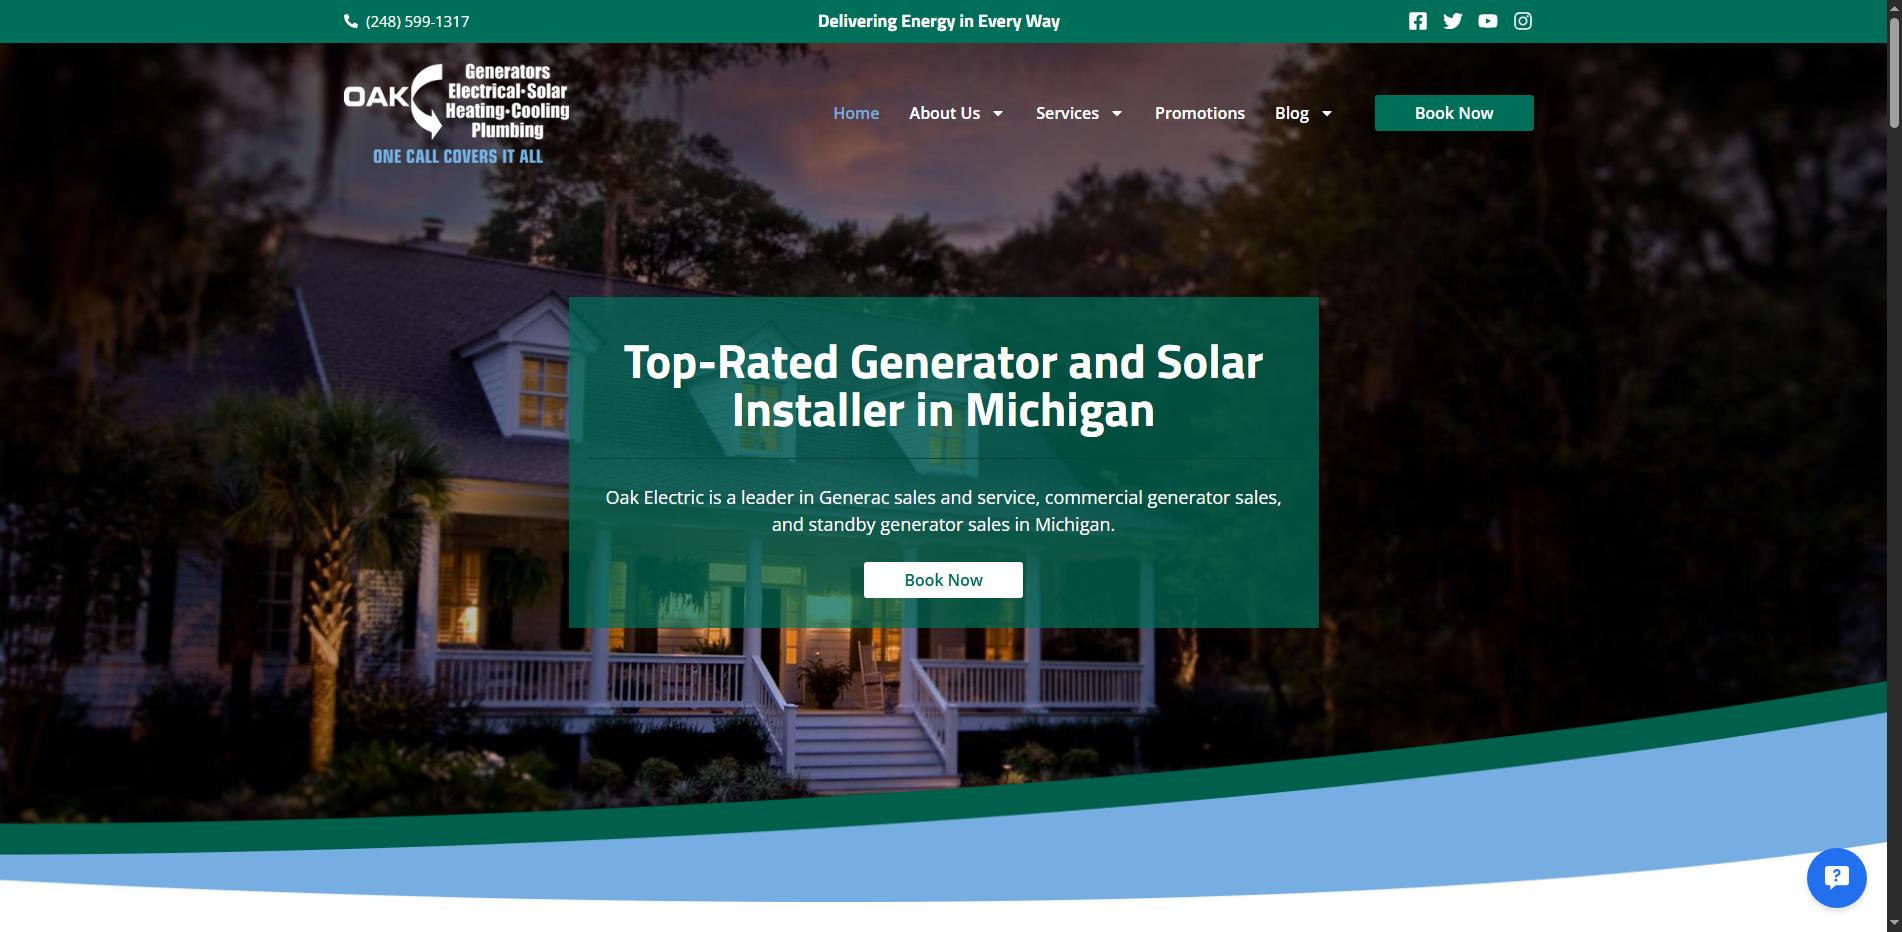 (248) 599-1317
Delivering Energy in Every Way
OAK
Generators
Electrical•Solar
Heating•Cooling
Plumbing
ONE CALL COVERS IT ALL
Home
About Us
Services
Promotions
Blog
Book Now
Top-Rated Generator and Solar
Installer in Michigan
Oak Electric is a leader in Generac sales and service, commercial generator sales,
and standby generator sales in Michigan.
Book Now
?